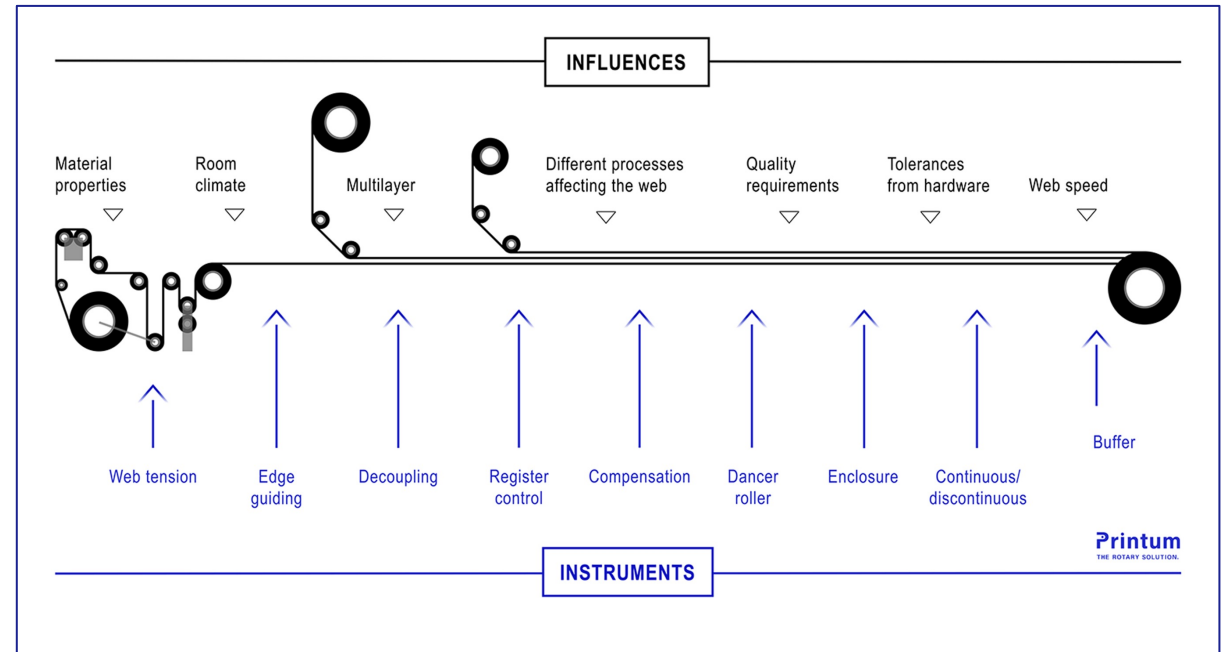 INFLUENCES
Material
properties
Room
climate
Multilayer
Different processes
affecting the web
Quality
requirements
Tolerances
from hardware
Web speed
Web tension
Edge
guiding
Decoupling
Register
control
Compensation
Dancer
roller
Enclosure
Continuous/
discontinuous
Buffer
Printum
THE ROTARY SOLUTION.
INSTRUMENTS